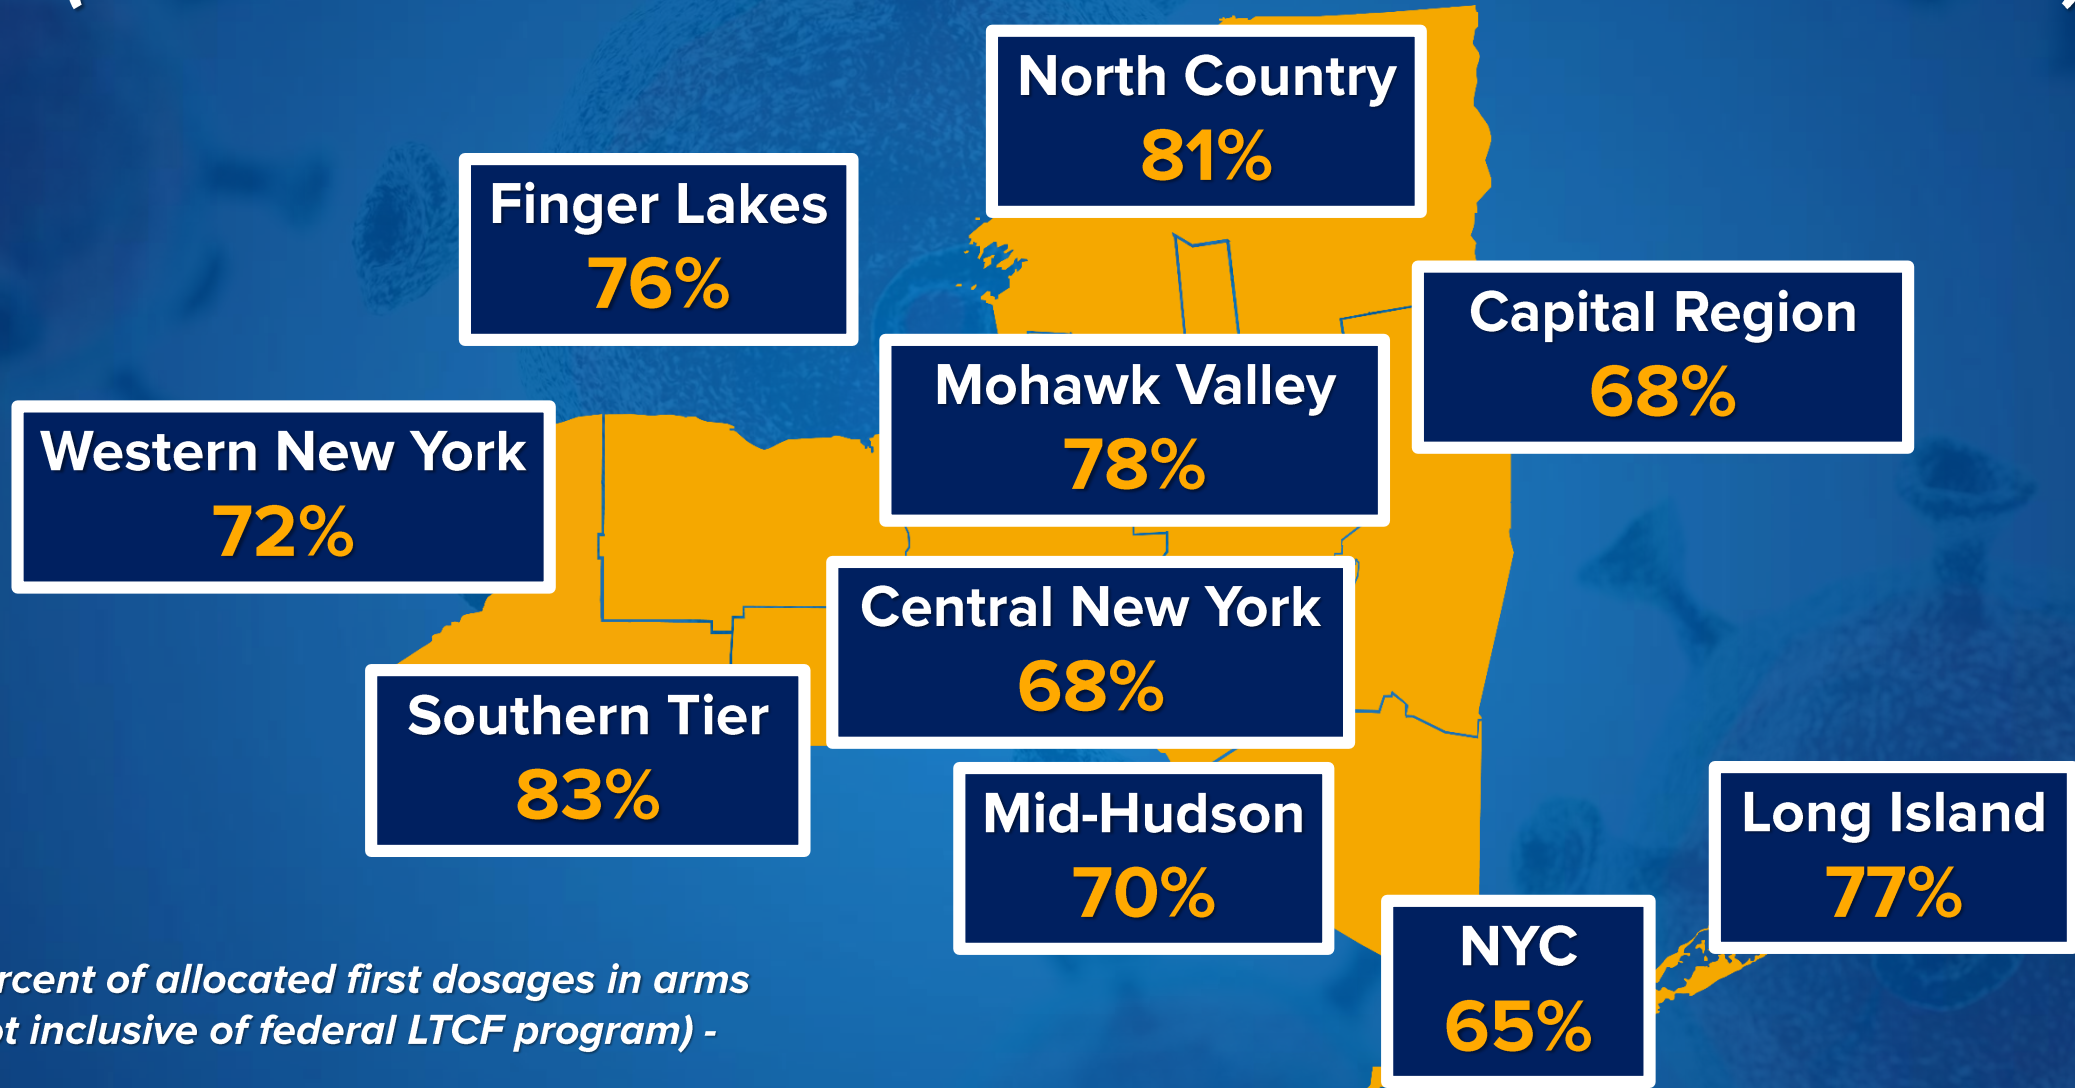 North Country
81%
Finger Lakes
76%
Capital Region
68%
Mohawk Valley
78%
Western New York
72%
Central New York
68%
Southern Tier
83%
Mid-Hudson
70%
Long Island
77%
NYC
65%
of allocated first dosages in arms
inclusive of federal LTCF program) -